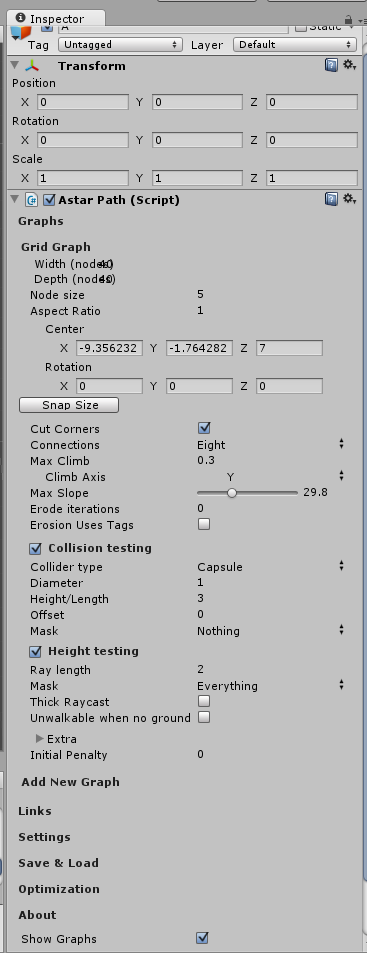 Inspector
A Static
Tag Untagged Layer Default
Transform
Position
X 0 Y 0 Z 0
Rotation
X 0 Y 0 Z 0
Scale
X 1 Y 1 Z 1
Astar Path (Script)
Graphs
Grid Graph
Width (nodes) 40
Depth (nodes) 40
Node size 5
Aspect Ratio 1
Center
X -9.356232 Y -1.764282 Z 7
Rotation
X 0 Y 0 Z 0
Snap Size
Cut Corners
Connections Eight
Max Climb 0.3
Climb Axis Y
Max Slope 29.8
Erode iterations 0
Erosion Uses Tags
Collision testing
Collider type Capsule
Diameter 1
Height/Length 3
Offset 0
Mask Nothing
Height testing
Ray length 2
Mask Everything
Thick Raycast
Unwalkable when no ground
Extra
Initial Penalty 0
Add New Graph
Links
Settings
Save & Load
Optimization
About
Show Graphs